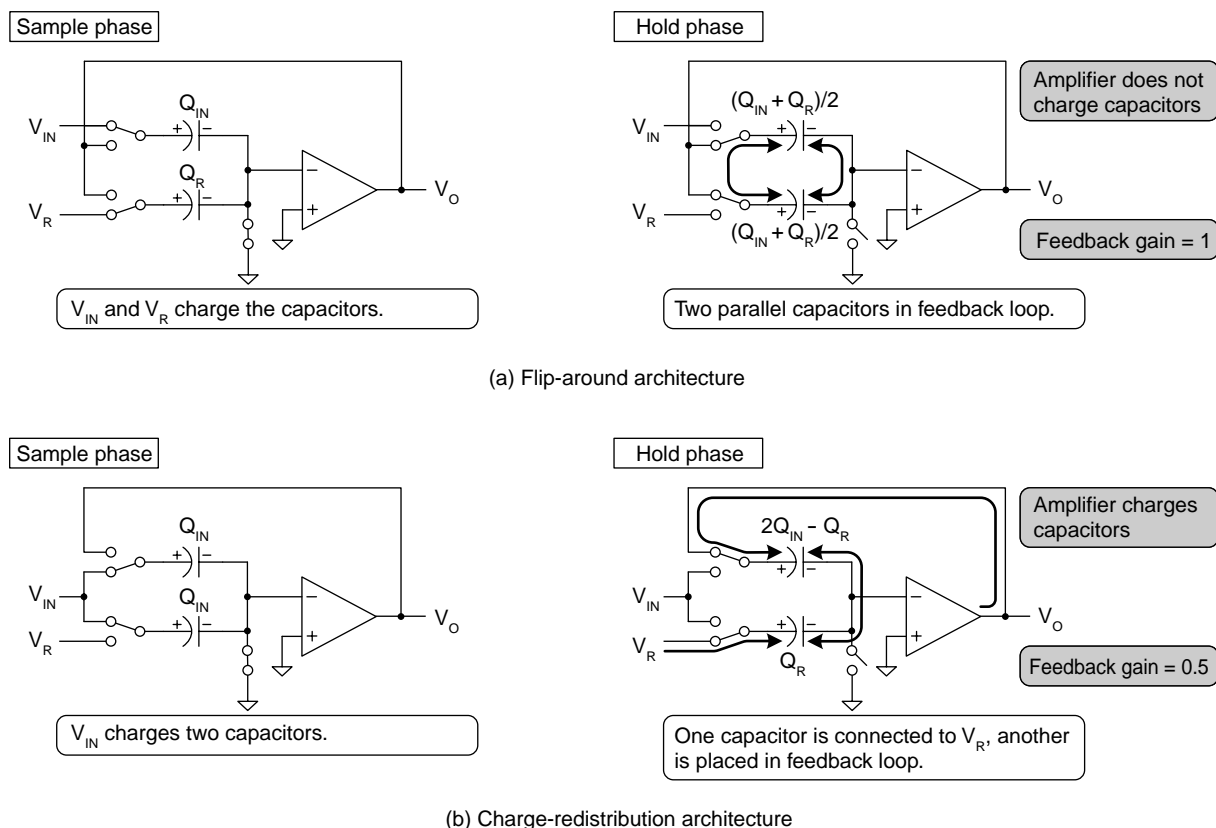 Sample phase
Hold phase
Q_IN
(Q_IN + Q_R)/2
Amplifier does not
charge capacitors
V_IN
+ −
−
+
V_O
Q_R
V_R
+ −
V_IN
+ −
−
+
V_O
V_R
+ −
(Q_IN + Q_R)/2
Feedback gain = 1
V_IN and V_R charge the capacitors.
Two parallel capacitors in feedback loop.
(a) Flip-around architecture
Sample phase
Hold phase
Q_IN
2Q_IN - Q_R
Amplifier charges
capacitors
+ −
Q_IN
V_IN
+ −
V_R
−
+
V_O
+ −
V_IN
+ −
V_R
Q_R
−
+
V_O
Feedback gain = 0.5
V_IN charges two capacitors.
One capacitor is connected to V_R, another
is placed in feedback loop.
(b) Charge-redistribution architecture